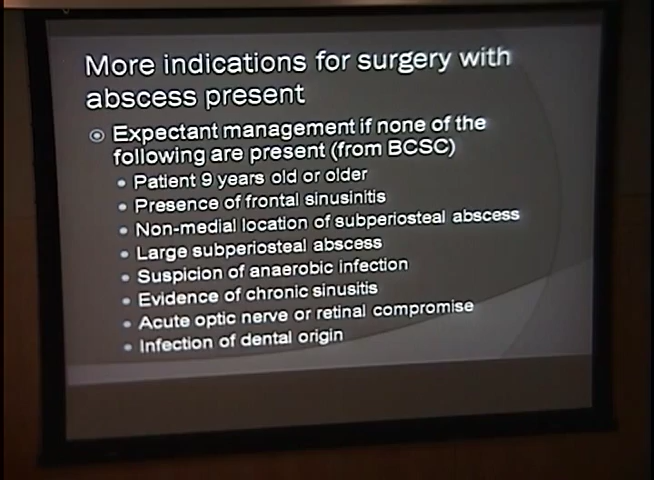 More indications for surgery with
abscess present
Expectant management if none of the
following are present (from BCSC)
Patient 9 years old or older
Presence of frontal sinusinitis
Non-medial location of subperiosteal abscess
Large subperiosteal abscess
Suspicion of anaerobic infection
Evidence of chronic sinusitis
Acute optic nerve or retinal compromise
Infection of dental origin